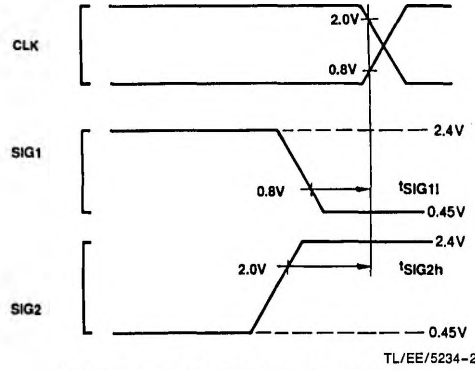 2.0V
CLK
0.8V
2.4V
SIG1
0.8V
tSIG1l
0.45V
2.4V
2.0V
tSIG2h
SIG2
0.45V
TL/EE/5234-2